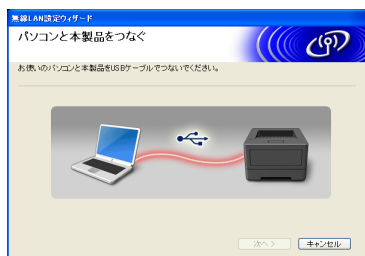 無線LAN設定ウィザード
パソコンと本製品をつなぐ
お使いのパソコンと本製品をUSBケーブルでつないでください。
次へ >
キャンセル